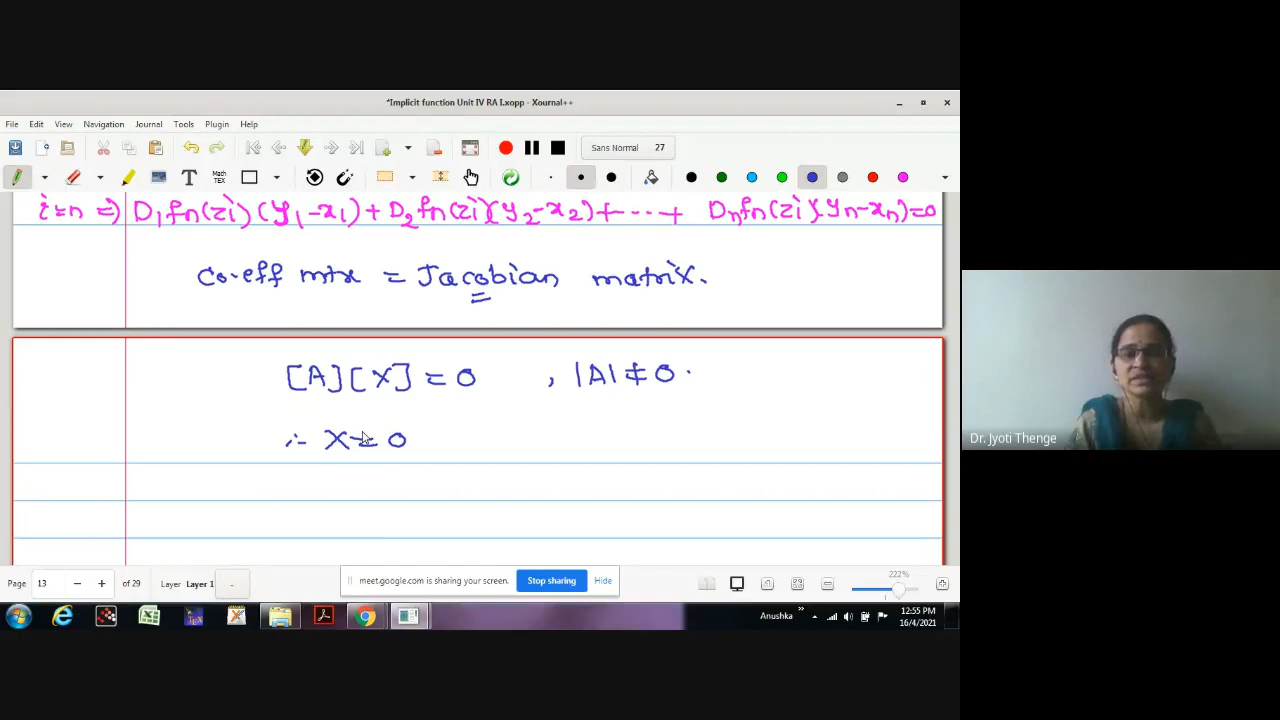 *Implicit function Unit IV RA I.xopp - Xournal++
File Edit View Navigation Journal Tools Plugin Help
Sans Normal 27
i=n ⇒) D₁fn(zi)(y₁-x₁)+D₂fn(zi)(y₂-x₂)+---+ Dnfn(zi)(yn-xn)=0
Co-eff mtx = Jacobian matrix.
[A][X]=0 , |A|≠0.
∴ X=0
Dr. Jyoti Thenge
meet.google.com is sharing your screen. Stop sharing Hide
Page 13 of 29 Layer Layer 1 222%
Anushka 12:55 PM
16/4/2021